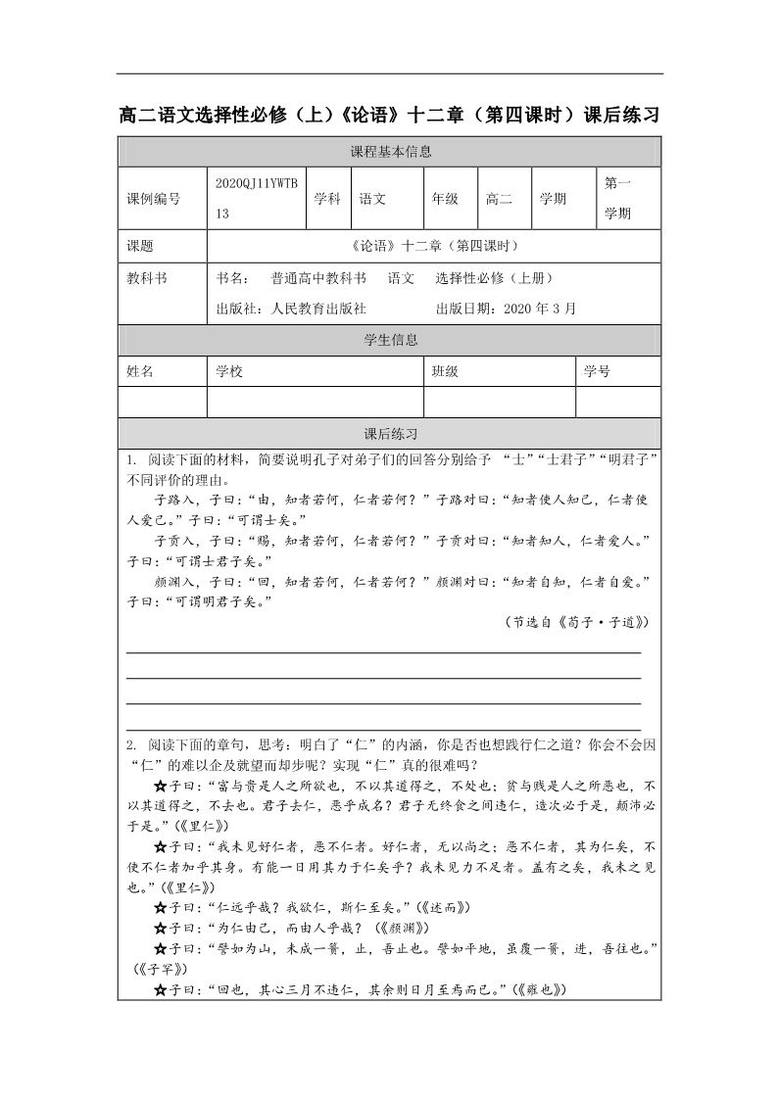 高二语文选择性必修（上）《论语》十二章（第四课时）课后练习
课程基本信息
课例编号 2020QJ11YWTB13 学科 语文 年级 高二 学期 第一学期
课题 《论语》十二章（第四课时）
教科书 书名： 普通高中教科书 语文 选择性必修（上册）
出版社：人民教育出版社 出版日期：2020 年 3 月
学生信息
姓名 学校 班级 学号
课后练习
1. 阅读下面的材料，简要说明孔子对弟子们的回答分别给予 “士”“士君子”“明君子”
不同评价的理由。
子路入，子曰：“由，知者若何，仁者若何？”子路对曰：“知者使人知己，仁者使
人爱己。”子曰：“可谓士矣。”
子贡入，子曰：“赐，知者若何，仁者若何？”子贡对曰：“知者知人，仁者爱人。”
子曰：“可谓士君子矣。”
颜渊入，子曰：“回，知者若何，仁者若何？”颜渊对曰：“知者自知，仁者自爱。”
子曰：“可谓明君子矣。”
（节选自《荀子·子道》）
2. 阅读下面的章句，思考：明白了“仁”的内涵，你是否也想践行仁之道？你会不会因
“仁”的难以企及就望而却步呢？实现“仁”真的很难吗？
☆子曰：“富与贵是人之所欲也，不以其道得之，不处也；贫与贱是人之所恶也，不
以其道得之，不去也。君子去仁，恶乎成名？君子无终食之间违仁，造次必于是，颠沛必
于是。”（《里仁》）
☆子曰：“我未见好仁者，恶不仁者。好仁者，无以尚之；恶不仁者，其为仁矣，不
使不仁者加乎其身。有能一日用其力于仁矣乎？我未见力不足者。盖有之矣，我未之见
也。”（《里仁》）
☆子曰：“仁远乎哉？我欲仁，斯仁至矣。”（《述而》）
☆子曰：“为仁由己，而由人乎哉？（《颜渊》）
☆子曰：“譬如为山，未成一篑，止，吾止也。譬如平地，虽覆一篑，进，吾往也。”
（《子罕》）
☆子曰：“回也，其心三月不违仁，其余则日月至焉而已。”（《雍也》）